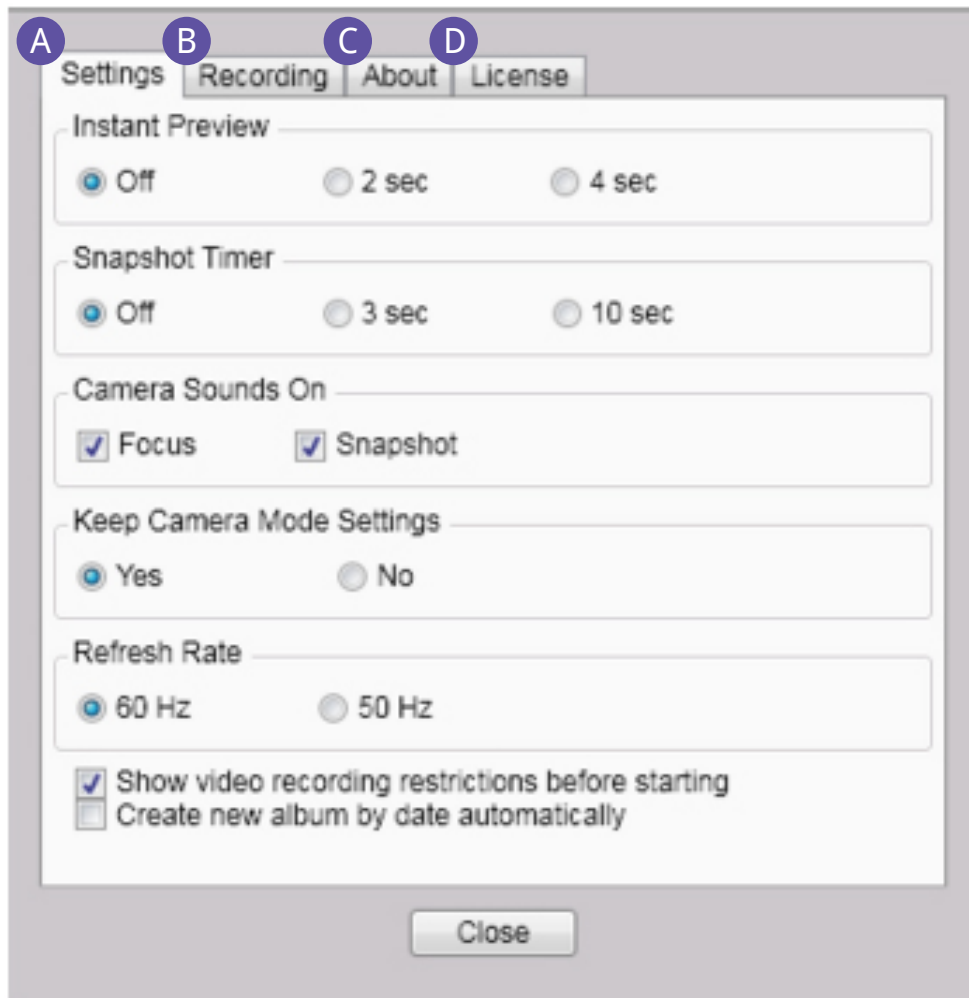 A B C D
Settings Recording About License
Instant Preview
Off 2 sec 4 sec
Snapshot Timer
Off 3 sec 10 sec
Camera Sounds On
Focus Snapshot
Keep Camera Mode Settings
Yes No
Refresh Rate
60 Hz 50 Hz
Show video recording restrictions before starting
Create new album by date automatically
Close